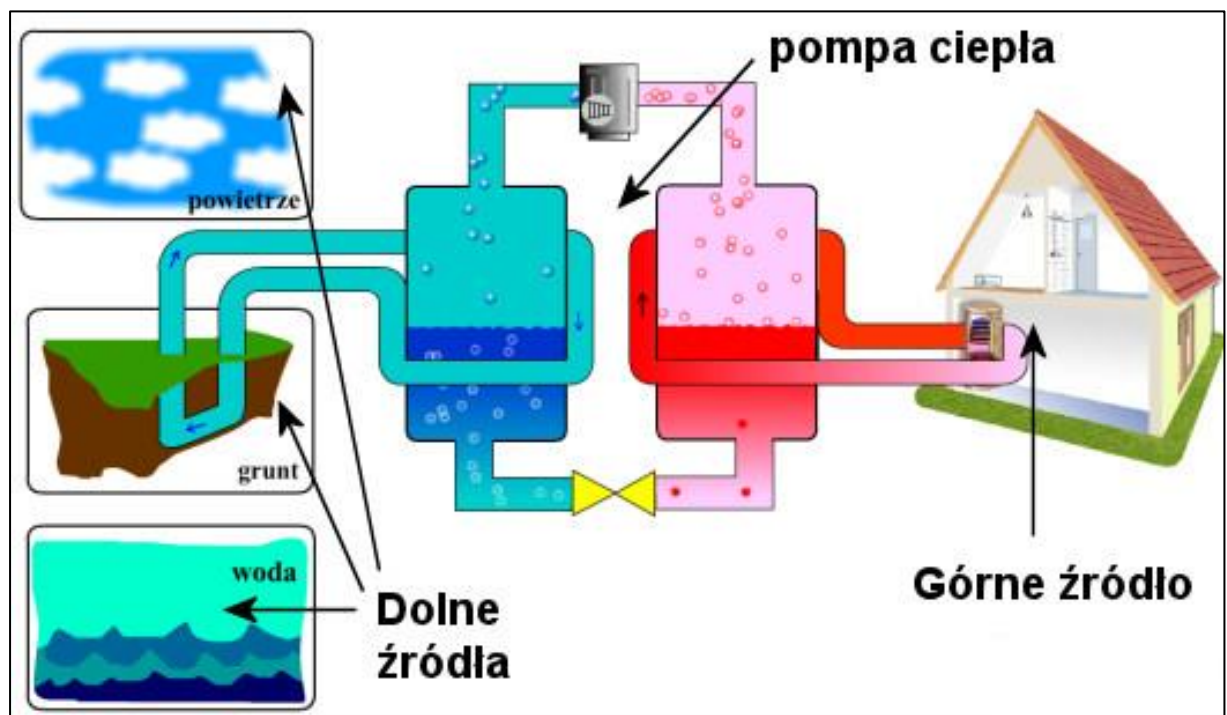 pompa ciepła
powietrze
grunt
woda
Dolne
źródła
Górne źródło